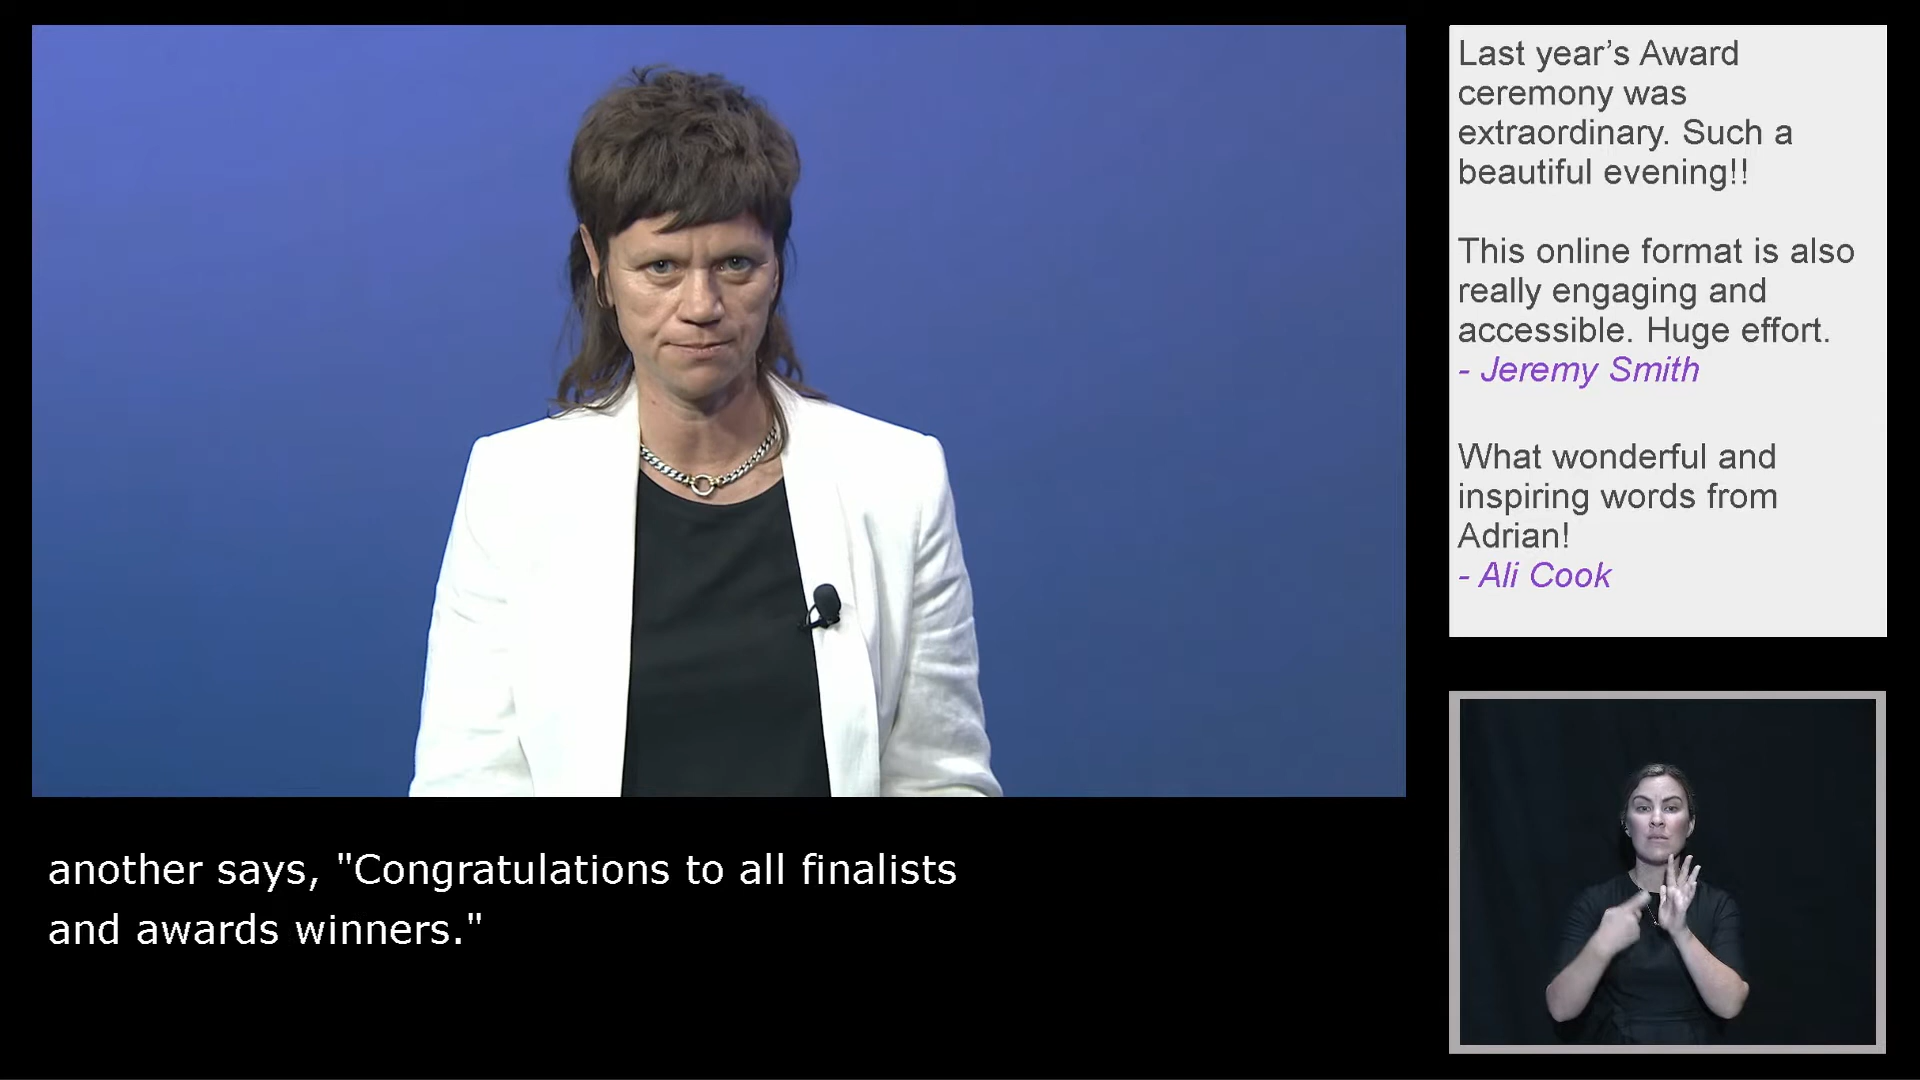 Last year’s Award
ceremony was
extraordinary. Such a
beautiful evening!!
This online format is also
really engaging and
accessible. Huge effort.
- Jeremy Smith
What wonderful and
inspiring words from
Adrian!
- Ali Cook
another says, "Congratulations to all finalists
and awards winners."